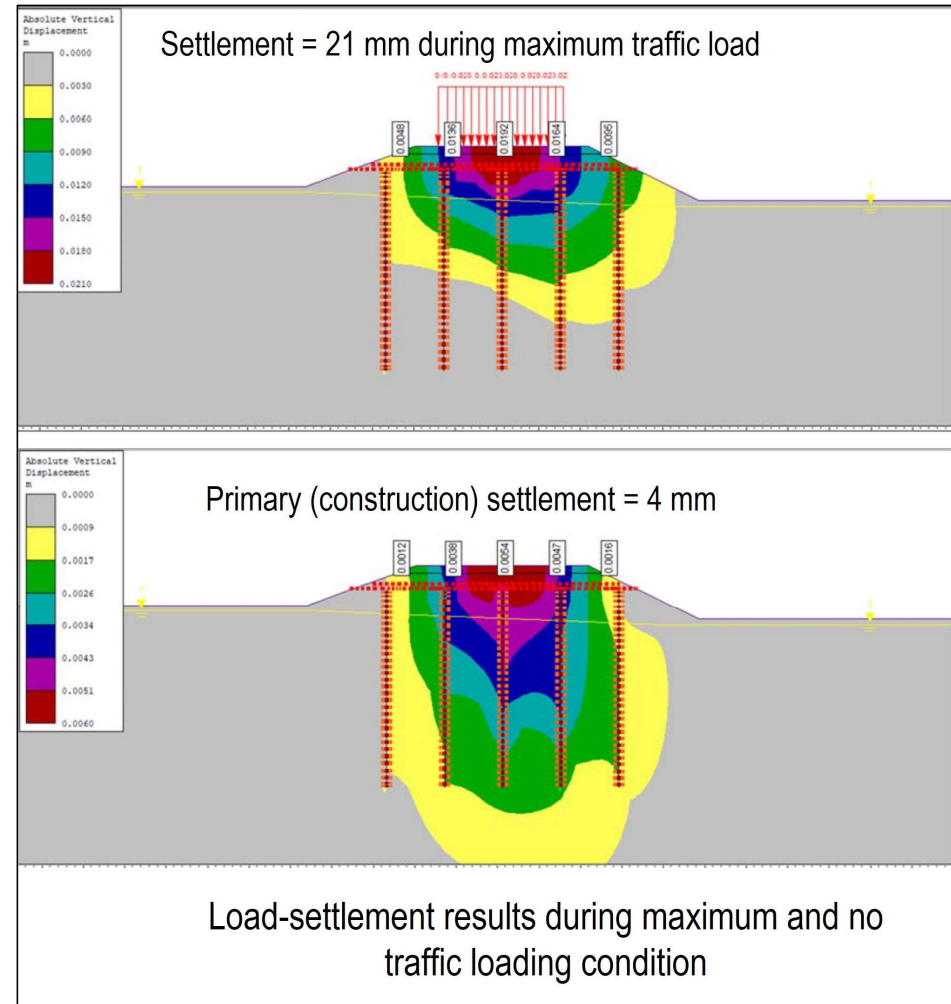 Absolute Vertical
Displacement
m
0.0000
0.0030
0.0060
0.0090
0.0120
0.0150
0.0180
0.0210
Settlement = 21 mm during maximum traffic load
0.0048
0.0136
0.0192
0.0164
0.0095
Absolute Vertical
Displacement
m
0.0000
0.0009
0.0017
0.0026
0.0034
0.0043
0.0051
0.0060
Primary (construction) settlement = 4 mm
0.0012
0.0038
0.0054
0.0047
0.0016
Load-settlement results during maximum and no
traffic loading condition